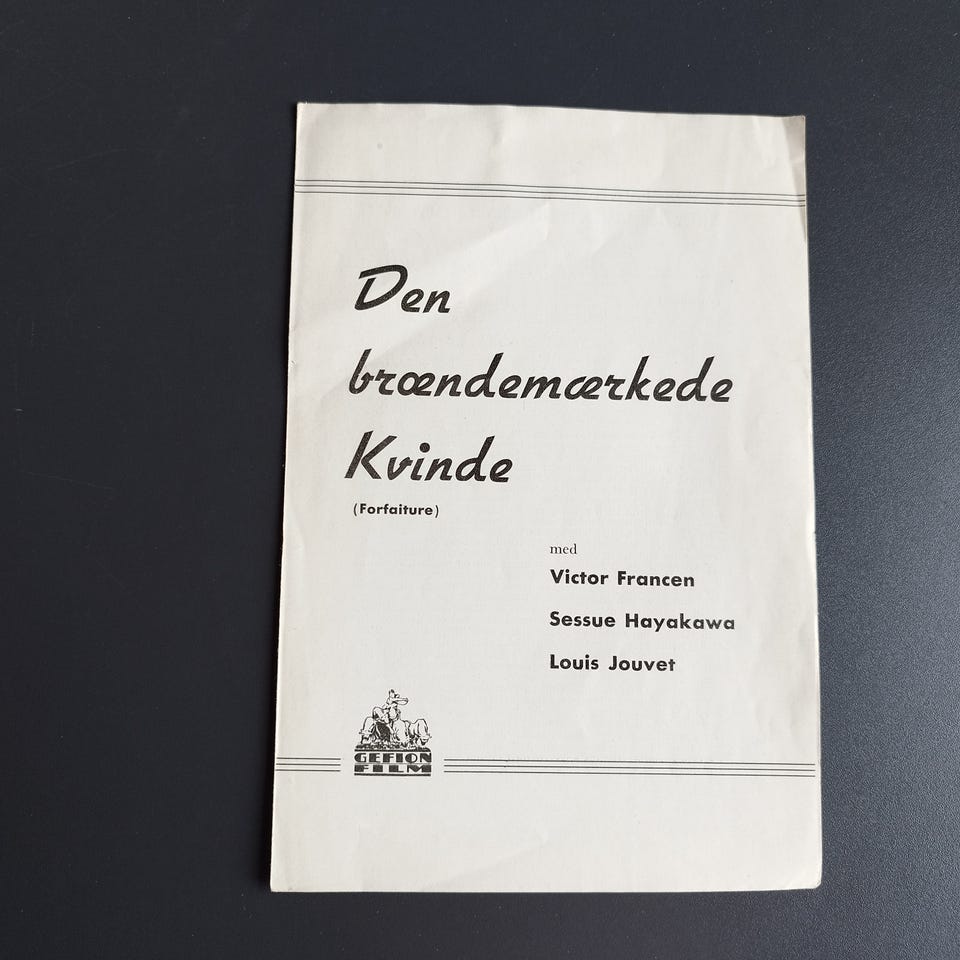 Den
brændemærkede
Kvinde
(Forfaiture)
med
Victor Francen
Sessue Hayakawa
Louis Jouvet
GEFION
FILM